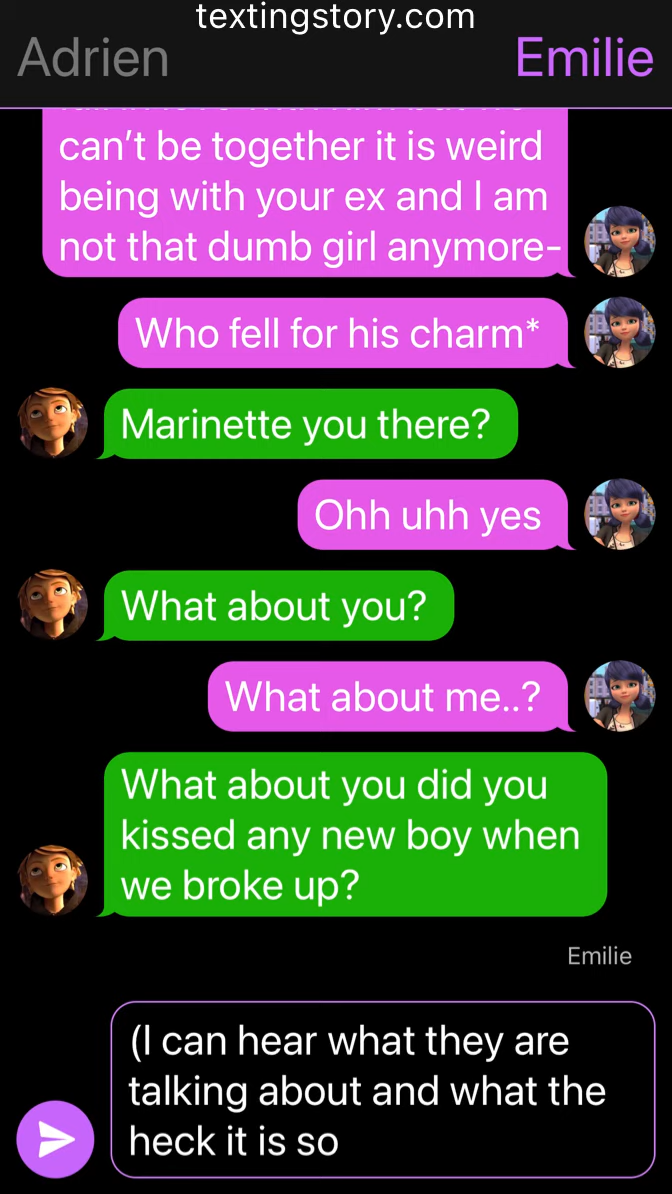 textingstory.com
Adrien
Emilie
can’t be together it is weird
being with your ex and I am
not that dumb girl anymore-
Who fell for his charm*
Marinette you there?
Ohh uhh yes
What about you?
What about me..?
What about you did you
kissed any new boy when
we broke up?
Emilie
(I can hear what they are
talking about and what the
heck it is so